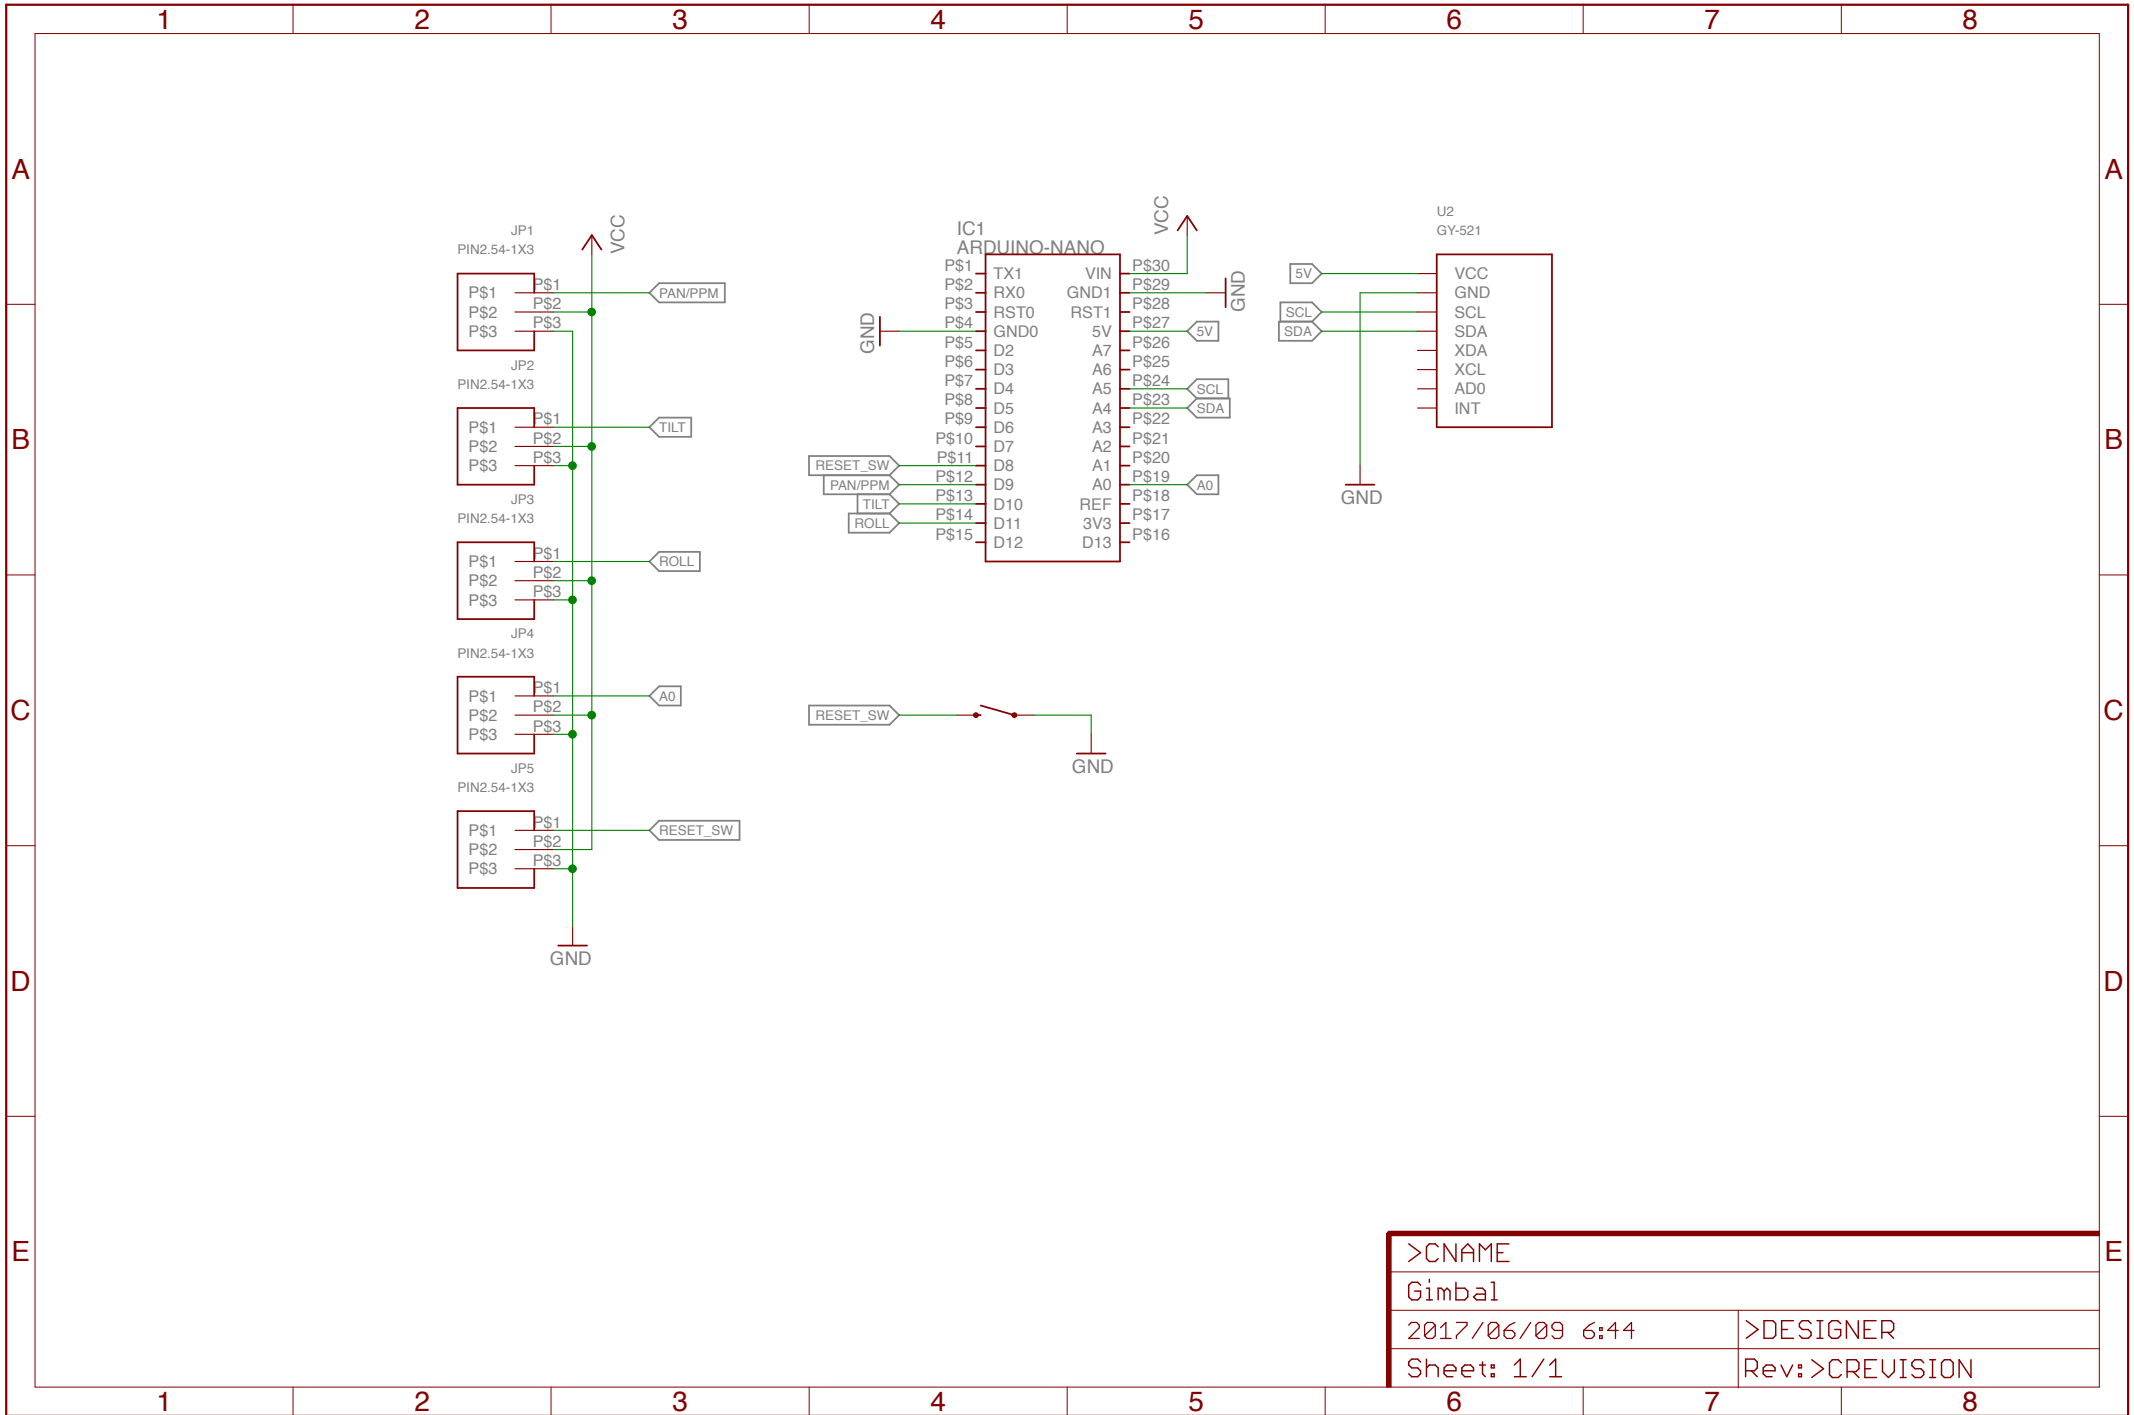 1 2 3 4 5 6 7 8
A A
B B
C C
D D
E E
JP1
PIN2.54-1X3
P$1 P$1 PAN/PPM
P$2 P$2
P$3 P$3
VCC
JP2
PIN2.54-1X3
P$1 P$1 TILT
P$2 P$2
P$3 P$3
JP3
PIN2.54-1X3
P$1 P$1 ROLL
P$2 P$2
P$3 P$3
JP4
PIN2.54-1X3
P$1 P$1 A0
P$2 P$2
P$3 P$3
JP5
PIN2.54-1X3
P$1 P$1 RESET_SW
P$2 P$2
P$3 P$3
GND
IC1
ARDUINO-NANO
VCC
P$1 TX1 VIN P$30
P$2 RX0 GND1 P$29 GND
P$3 RST0 RST1 P$28
GND P$4 GND0 5V P$27 5V
P$5 D2 A7 P$26
P$6 D3 A6 P$25
P$7 D4 A5 P$24 SCL
P$8 D5 A4 P$23 SDA
P$9 D6 A3 P$22
P$10 D7 A2 P$21
RESET_SW P$11 D8 A1 P$20
PAN/PPM P$12 D9 A0 P$19 A0
TILT P$13 D10 REF P$18
ROLL P$14 D11 3V3 P$17
P$15 D12 D13 P$16
RESET_SW
GND
U2
GY-521
5V VCC
GND
SCL SCL
SDA SDA
XDA
XCL
AD0
INT
GND
>CNAME
Gimbal
2017/06/09 6:44 >DESIGNER
Sheet: 1/1 Rev:>CREVISION
1 2 3 4 5 6 7 8